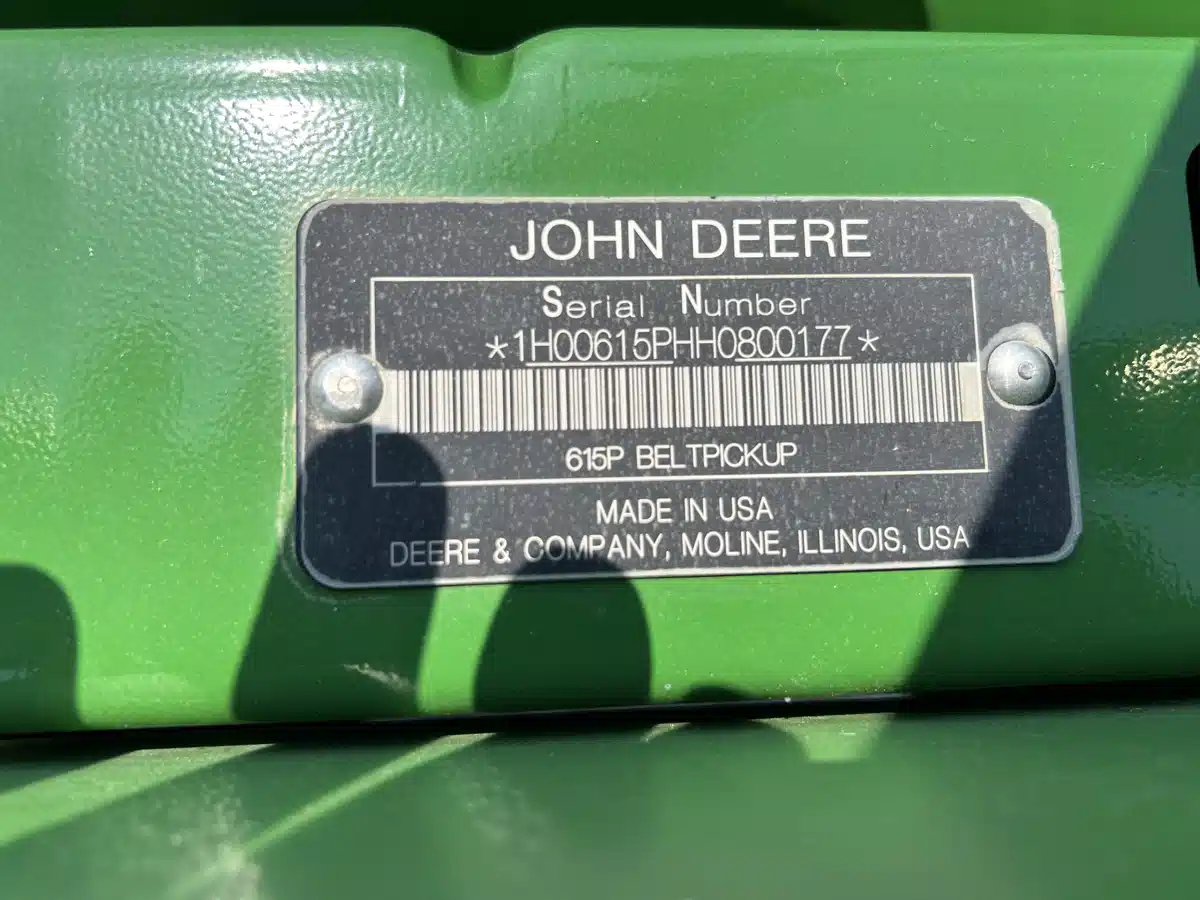 JOHN DEERE
Serial Number
*1H00615PHH0800177*
615P BELTPICKUP
MADE IN USA
DEERE & COMPANY, MOLINE, ILLINOIS, USA